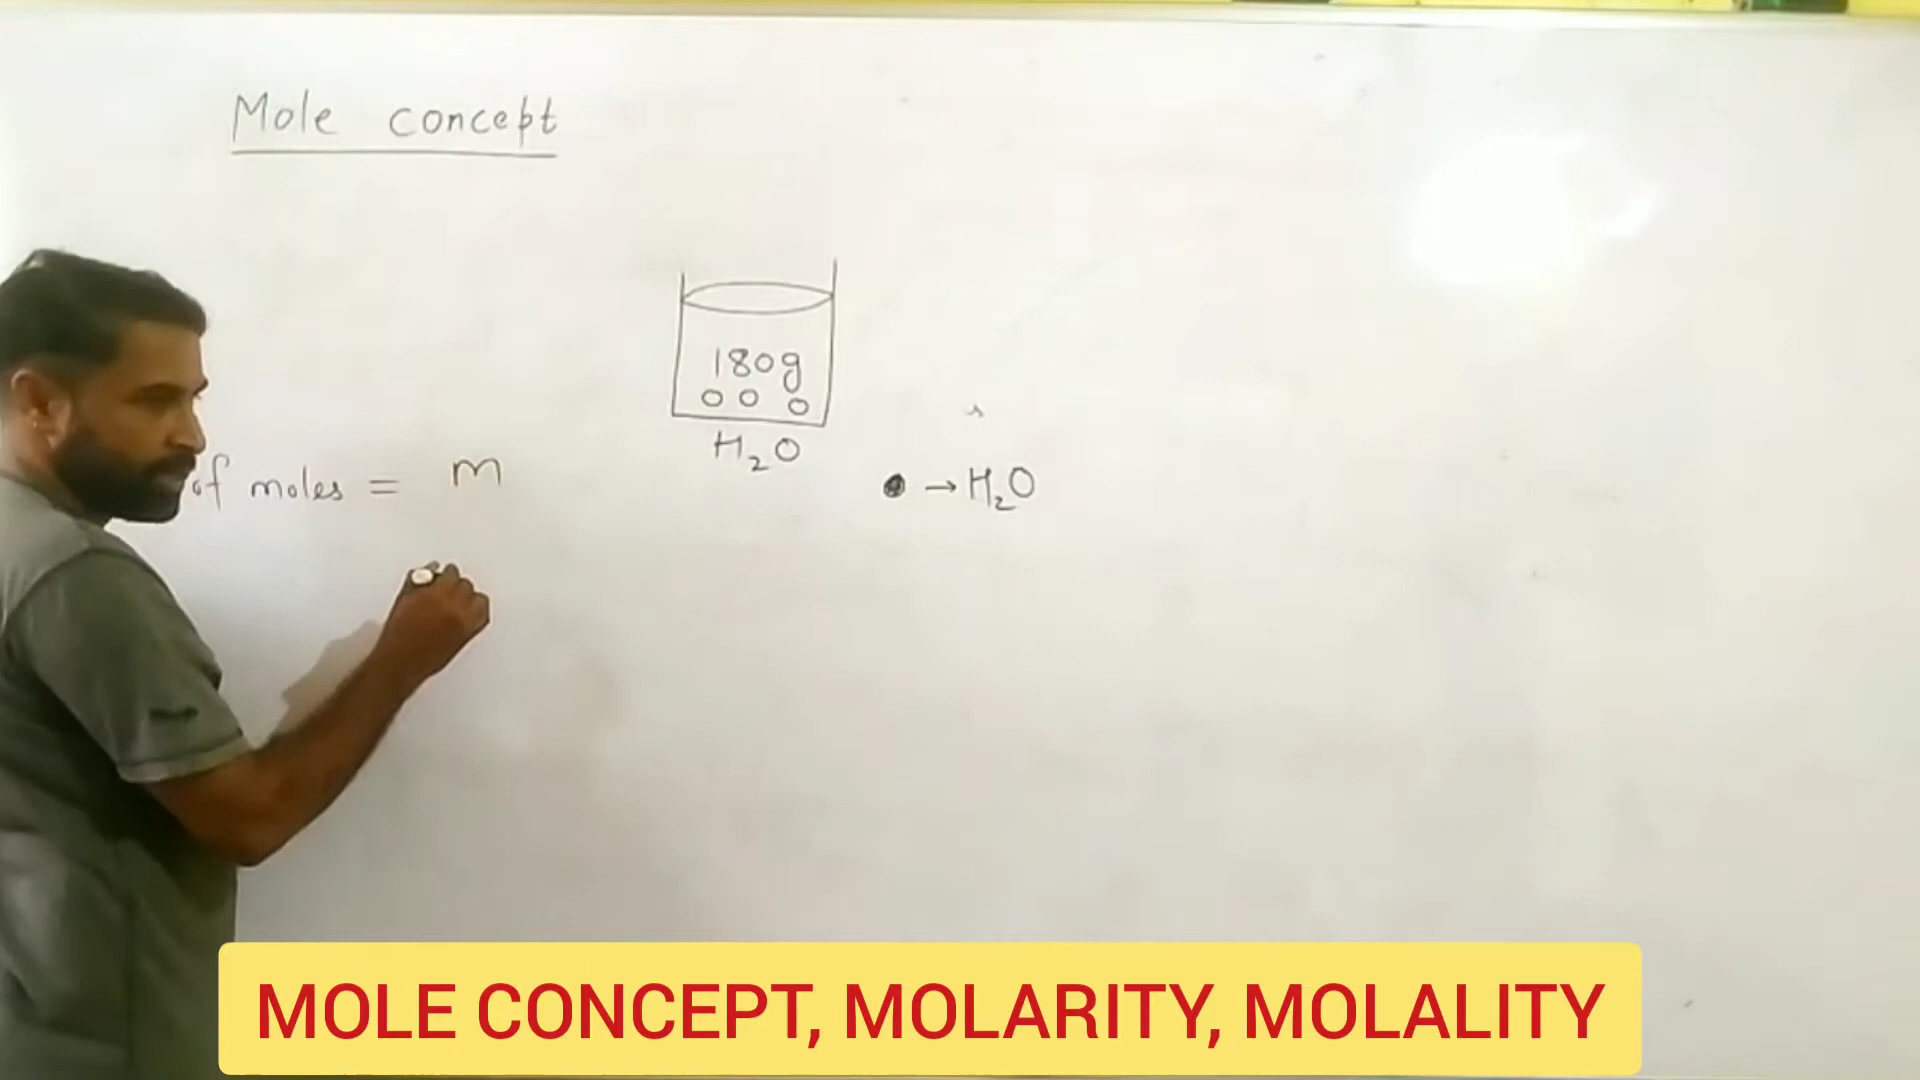 Mole concept
180g
H₂O
of moles = m
→ H₂O
MOLE CONCEPT, MOLARITY, MOLALITY